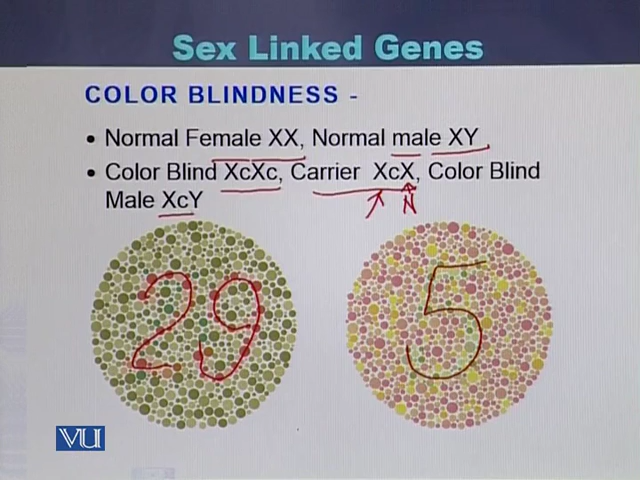 Sex Linked Genes
COLOR BLINDNESS -
• Normal Female XX, Normal male XY
• Color Blind XcXc, Carrier XcX, Color Blind
Male XcY
N
29
5
VU